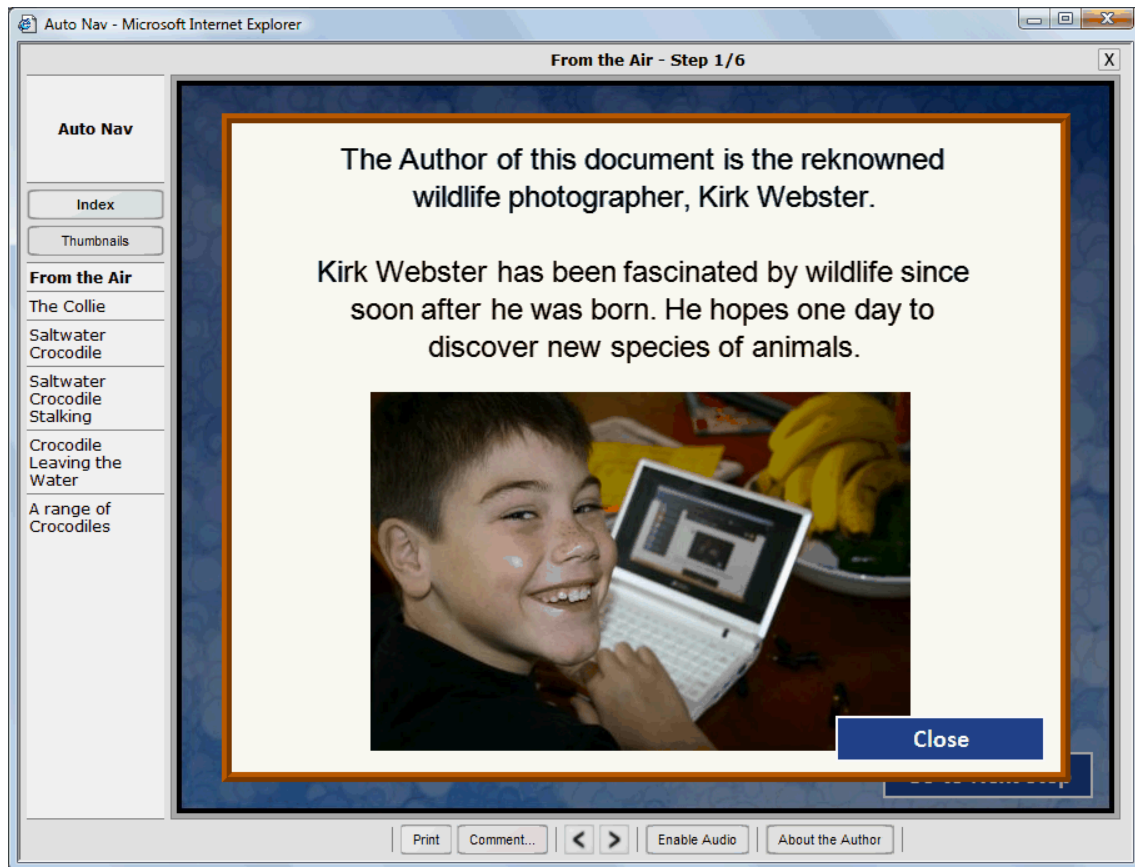 Auto Nav - Microsoft Internet Explorer
From the Air - Step 1/6
X
Auto Nav
Index
Thumbnails
From the Air
The Collie
Saltwater
Crocodile
Saltwater
Crocodile
Stalking
Crocodile
Leaving the
Water
A range of
Crocodiles
The Author of this document is the reknowned
wildlife photographer, Kirk Webster.
Kirk Webster has been fascinated by wildlife since
soon after he was born. He hopes one day to
discover new species of animals.
Close
Print
Comment...
Enable Audio
About the Author